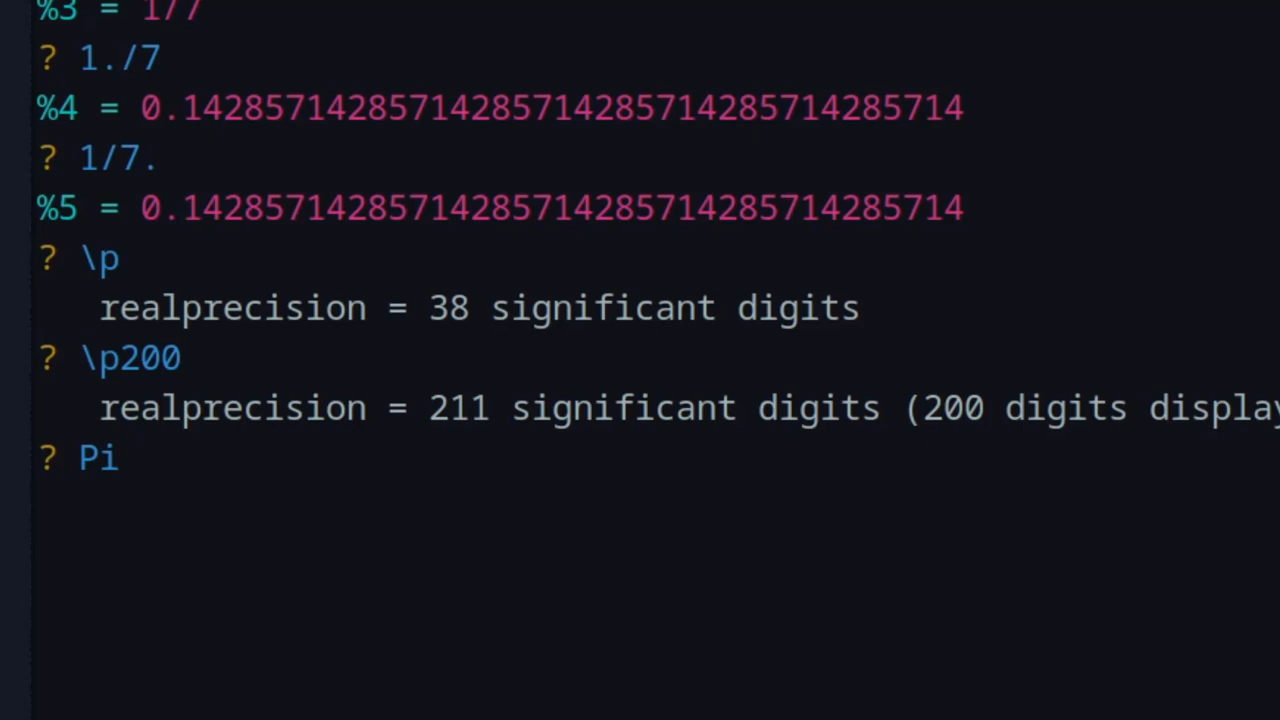 %3 = 1/7
? 1./7
%4 = 0.14285714285714285714285714285714285714
? 1/7.
%5 = 0.14285714285714285714285714285714285714
? \p
realprecision = 38 significant digits
? \p200
realprecision = 211 significant digits (200 digits display
? Pi